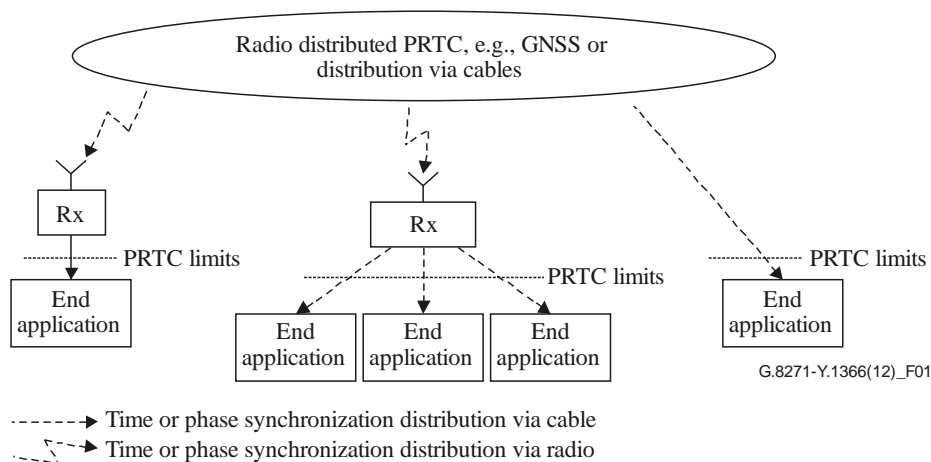 Radio distributed PRTC, e.g., GNSS or
distribution via cables
Rx
Rx
PRTC limits
PRTC limits
PRTC limits
End
application
End
application
End
application
End
application
End
application
G.8271-Y.1366(12)_F01
Time or phase synchronization distribution via cable
Time or phase synchronization distribution via radio